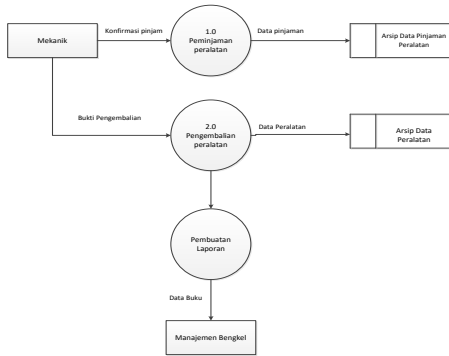 Mekanik
Konfirmasi pinjam
1.0
Peminjaman
peralatan
Data pinjaman
Arsip Data Pinjaman
Peralatan
Bukti Pengembalian
2.0
Pengembalian
peralatan
Data Peralatan
Arsip Data
Peralatan
Pembuatan
Laporan
Data Buku
Manajemen Bengkel